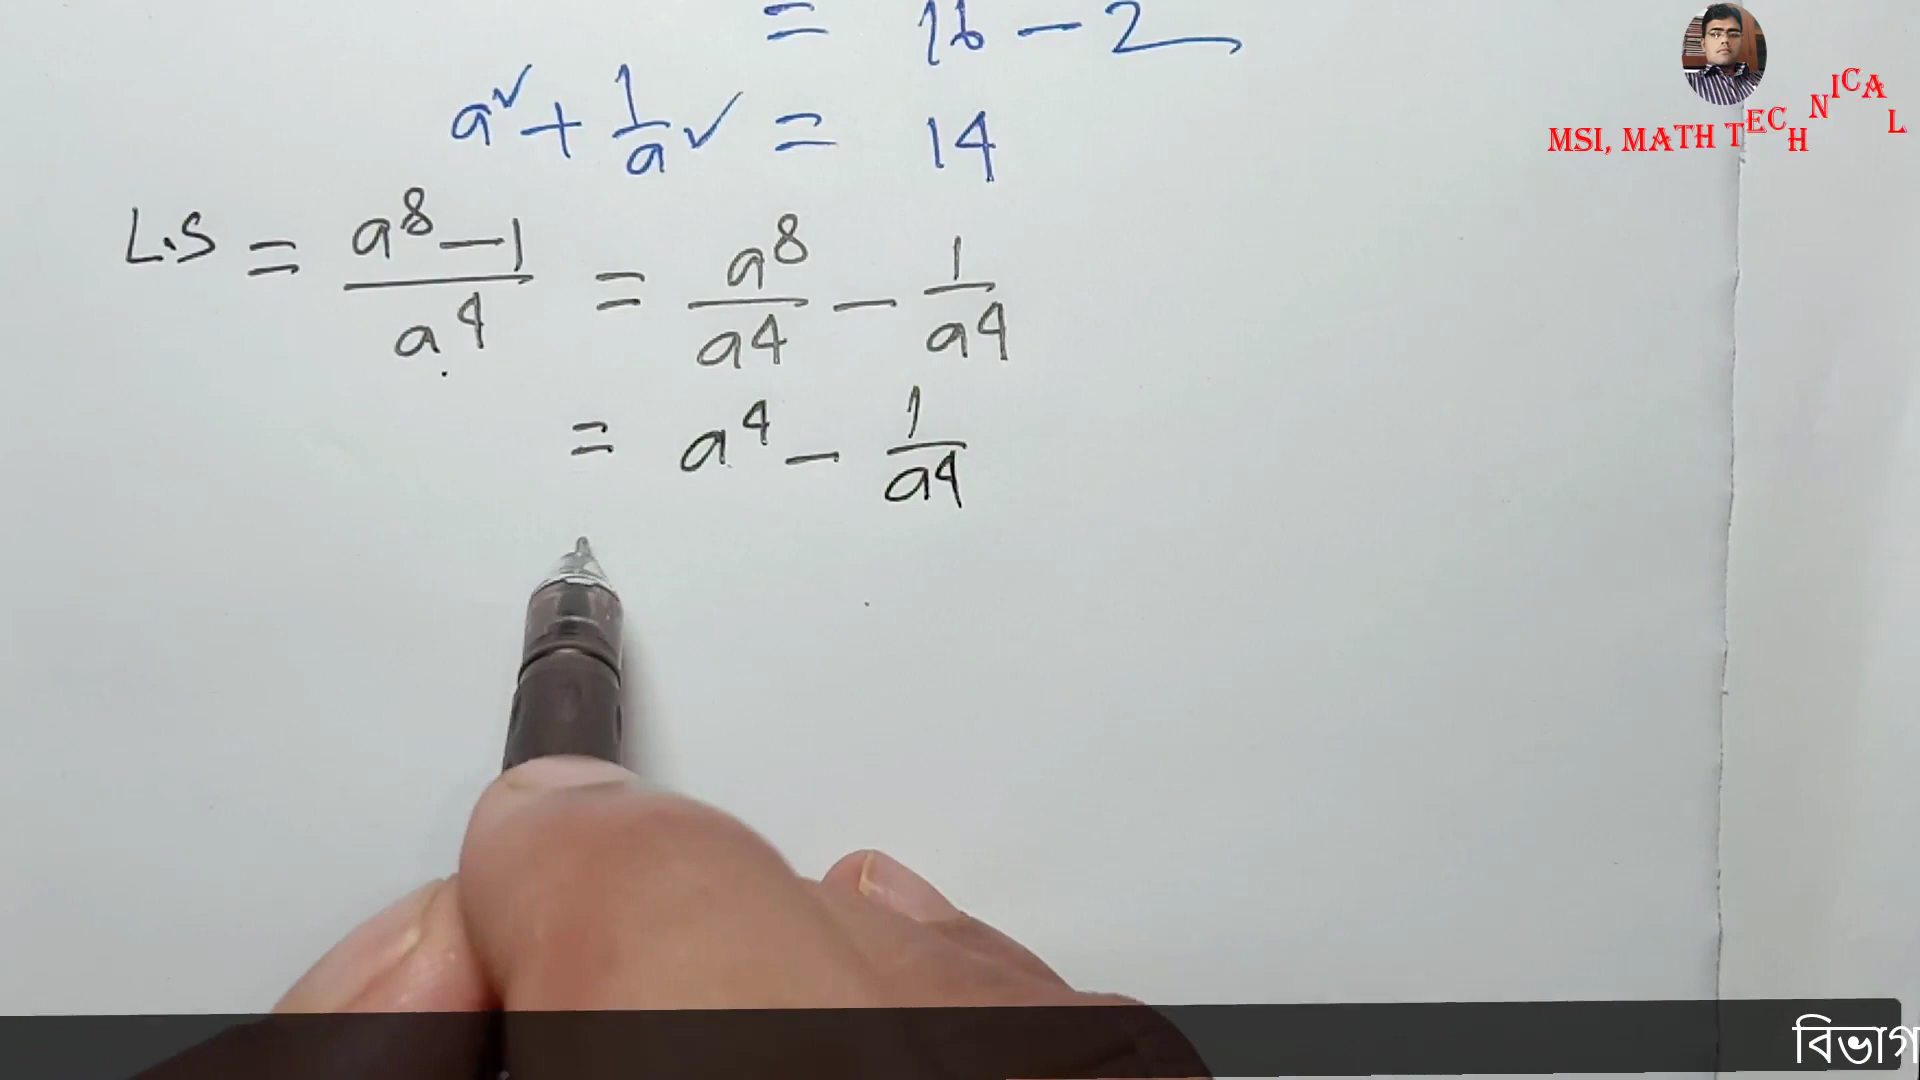 = 16 - 2
a² + 1/a² = 14
MSI, MATH TECHNICAL
L.S = a⁸ - 1 / a⁴ = a⁸/a⁴ - 1/a⁴
= a⁴ - 1/a⁴
বিভাগ